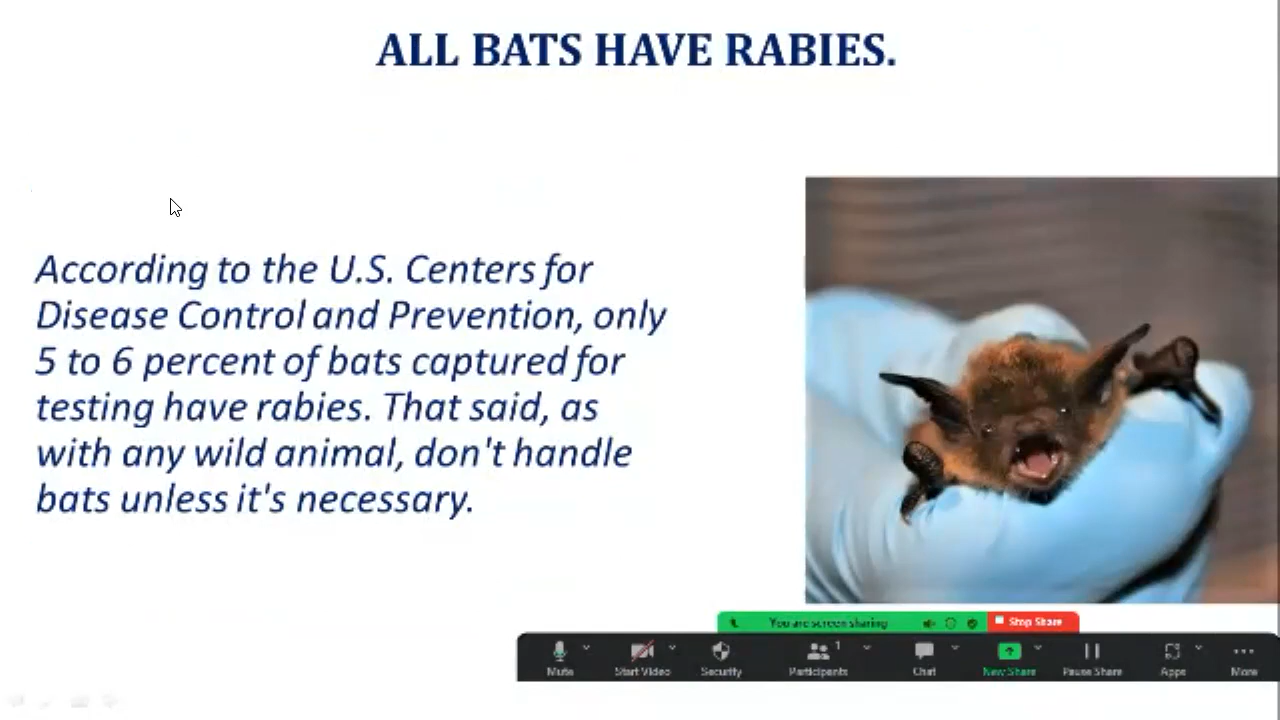 ALL BATS HAVE RABIES.
According to the U.S. Centers for
Disease Control and Prevention, only
5 to 6 percent of bats captured for
testing have rabies. That said, as
with any wild animal, don't handle
bats unless it's necessary.
You are screen sharing Stop Share
1
Mute Start Video Security Participants Chat New Share Pause Share Apps More